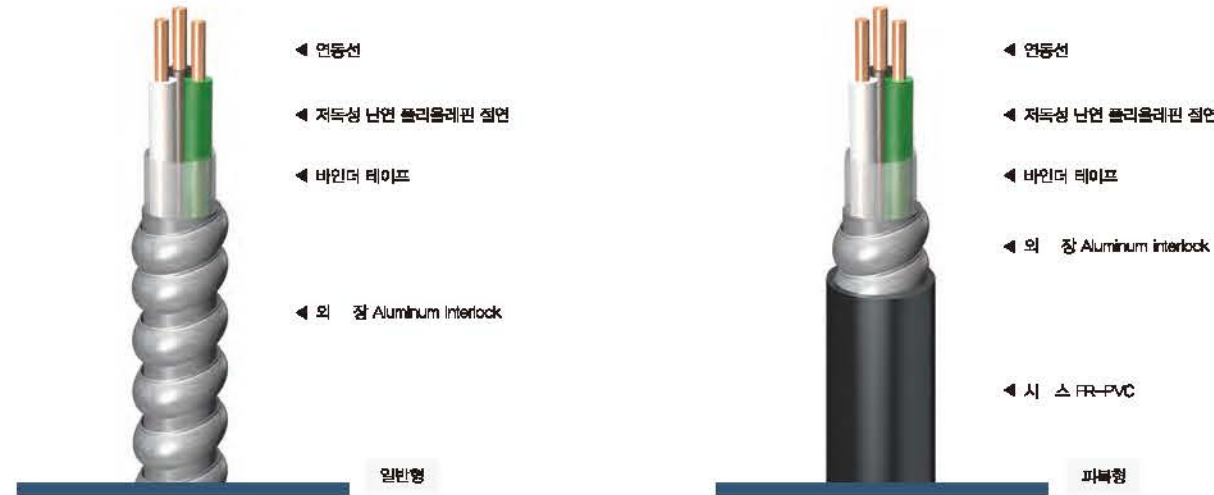 ◀ 연동선
◀ 저독성 난연 폴리올레핀 절연
◀ 바인더 테이프
◀ 외 장 Aluminum Interlock
일반형
◀ 연동선
◀ 저독성 난연 폴리올레핀 절연
◀ 바인더 테이프
◀ 외 장 Aluminum interlock
◀ 시 스 FR-PVC
피복형